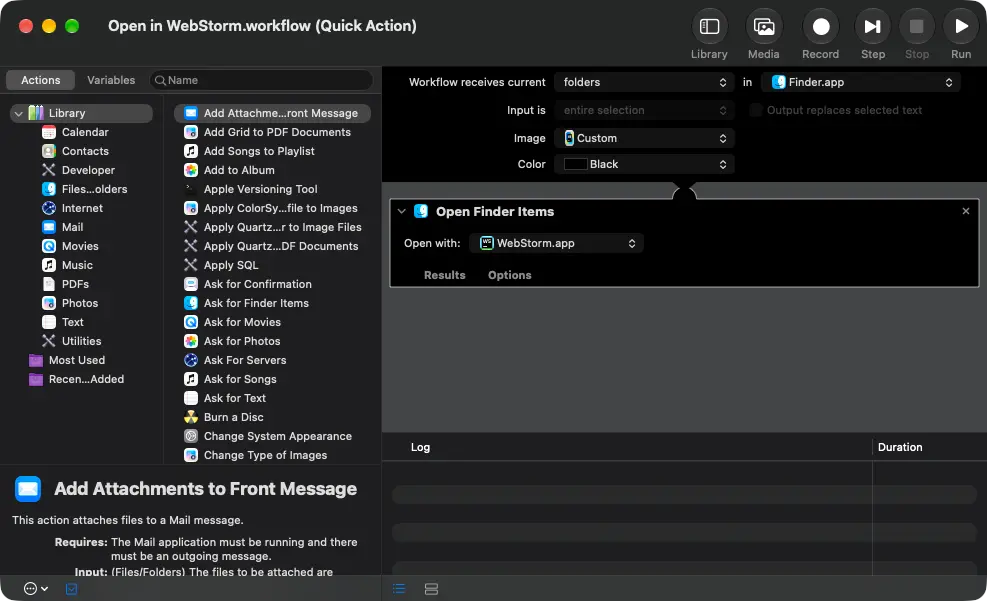 Open in WebStorm.workflow (Quick Action)
Library
Media
Record
Step
Stop
Run
Actions
Variables
Name
Library
Calendar
Contacts
Developer
Files...olders
Internet
Mail
Movies
Music
PDFs
Photos
Text
Utilities
Most Used
Recen...Added
Add Attachme...ront Message
Add Grid to PDF Documents
Add Songs to Playlist
Add to Album
Apple Versioning Tool
Apply ColorSy...file to Images
Apply Quartz...r to Image Files
Apply Quartz...DF Documents
Apply SQL
Ask for Confirmation
Ask for Finder Items
Ask for Movies
Ask for Photos
Ask For Servers
Ask for Songs
Ask for Text
Burn a Disc
Change System Appearance
Change Type of Images
Add Attachments to Front Message
This action attaches files to a Mail message.
Requires: The Mail application must be running and there
must be an outgoing message.
Input: (Files/Folders) The files to be attached are
Workflow receives current folders in Finder.app
Input is entire selection Output replaces selected text
Image Custom
Color Black
Open Finder Items
Open with: WS WebStorm.app
Results Options
Log Duration